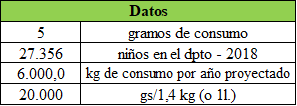 Datos
5 gramos de consumo
27.356 niños en el dpto - 2018
6.000,0 kg de consumo por año proyectado
20.000 gs/1,4 kg (o 1l.)